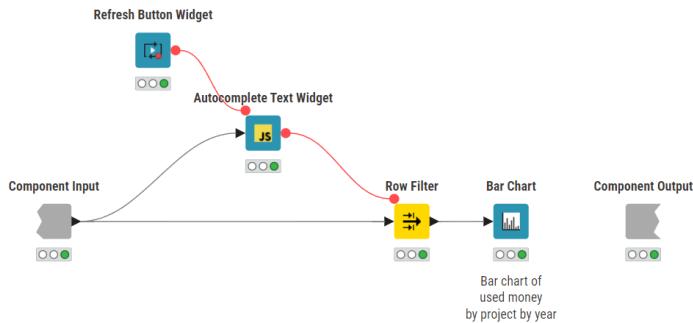 Refresh Button Widget
Autocomplete Text Widget
JS
Component Input
Row Filter
Bar Chart
Component Output
Bar chart of
used money
by project by year